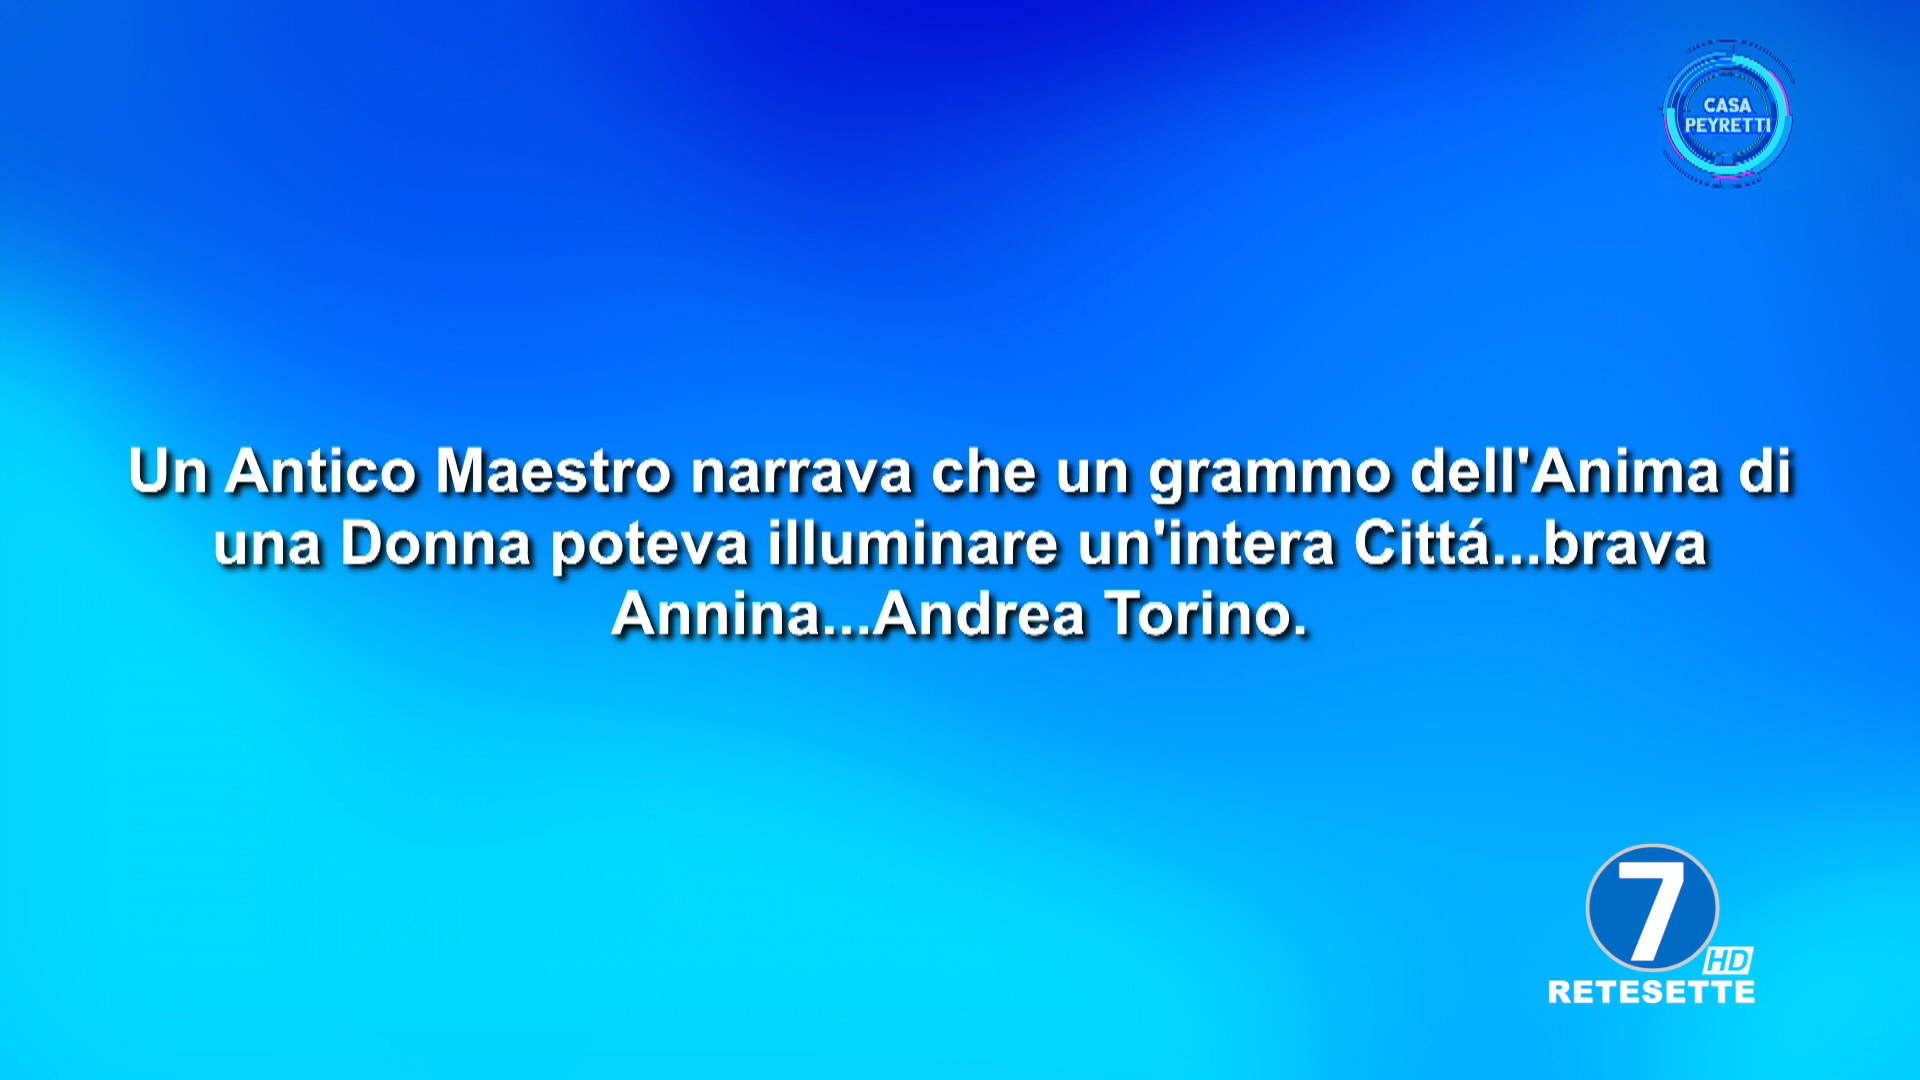 CASA
PEYRETTI
Un Antico Maestro narrava che un grammo dell'Anima di
una Donna poteva illuminare un'intera Cittá...brava
Annina...Andrea Torino.
7
HD
RETESETTE